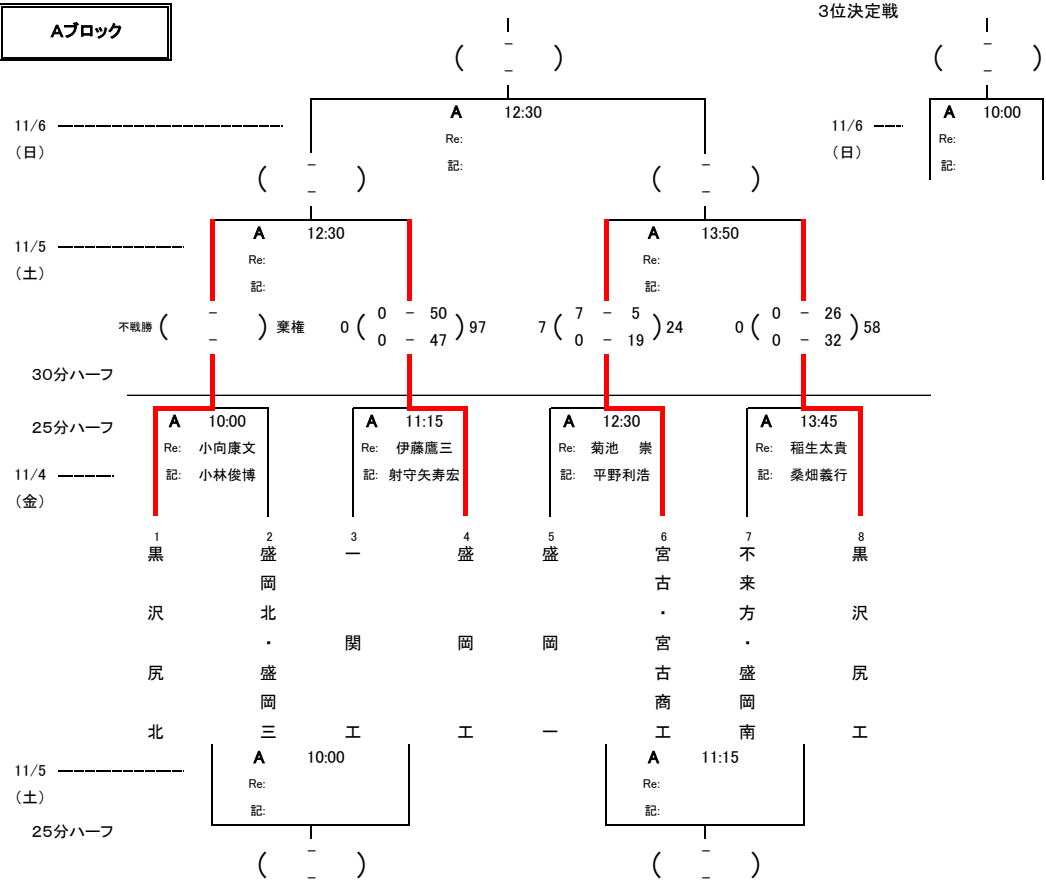 3位決定戦
Aブロック
( - - ) ( - - )
A 12:30 A 10:00
11/6 11/6
Re: Re:
(日) (日)
記: 記:
( - - ) ( - - )
A 12:30 A 13:50
11/5
Re: Re:
(土)
記: 記:
不戦勝 ( - - ) 棄権 0 ( 0 - 50 0 - 47 ) 97 7 ( 7 - 5 0 - 19 ) 24 0 ( 0 - 26 0 - 32 ) 58
30分ハーフ
25分ハーフ
A 10:00 A 11:15 A 12:30 A 13:45
Re: 小向康文 Re: 伊藤鷹三 Re: 菊池 崇 Re: 稲生太貴
11/4
記: 小林俊博 記: 射守矢寿宏 記: 平野利浩 記: 桑畑義行
(金)
1 黒沢尻北
2 盛岡北・盛岡三
3 一関工
4 盛岡工
5 盛岡一
6 宮古・宮古商工
7 不来方・盛岡南
8 黒沢尻工
A 10:00 A 11:15
11/5
Re: Re:
(土)
記: 記:
25分ハーフ
( - - ) ( - - )